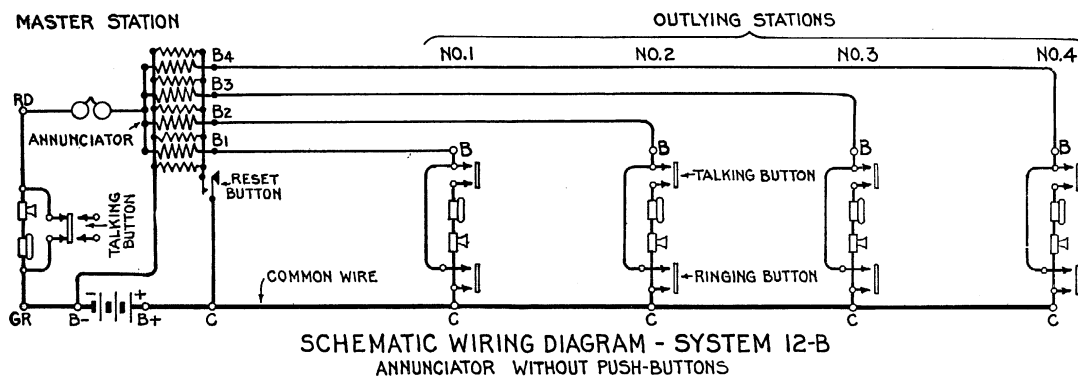 MASTER STATION
OUTLYING STATIONS
NO.1 NO.2 NO.3 NO.4
B4
B3
B2
B1
RD
ANNUNCIATOR
B B B B
RESET
BUTTON
TALKING BUTTON
TALKING
BUTTON
COMMON WIRE
RINGING BUTTON
- +
GR B- B+ C C C C C
SCHEMATIC WIRING DIAGRAM - SYSTEM 12-B
ANNUNCIATOR WITHOUT PUSH-BUTTONS